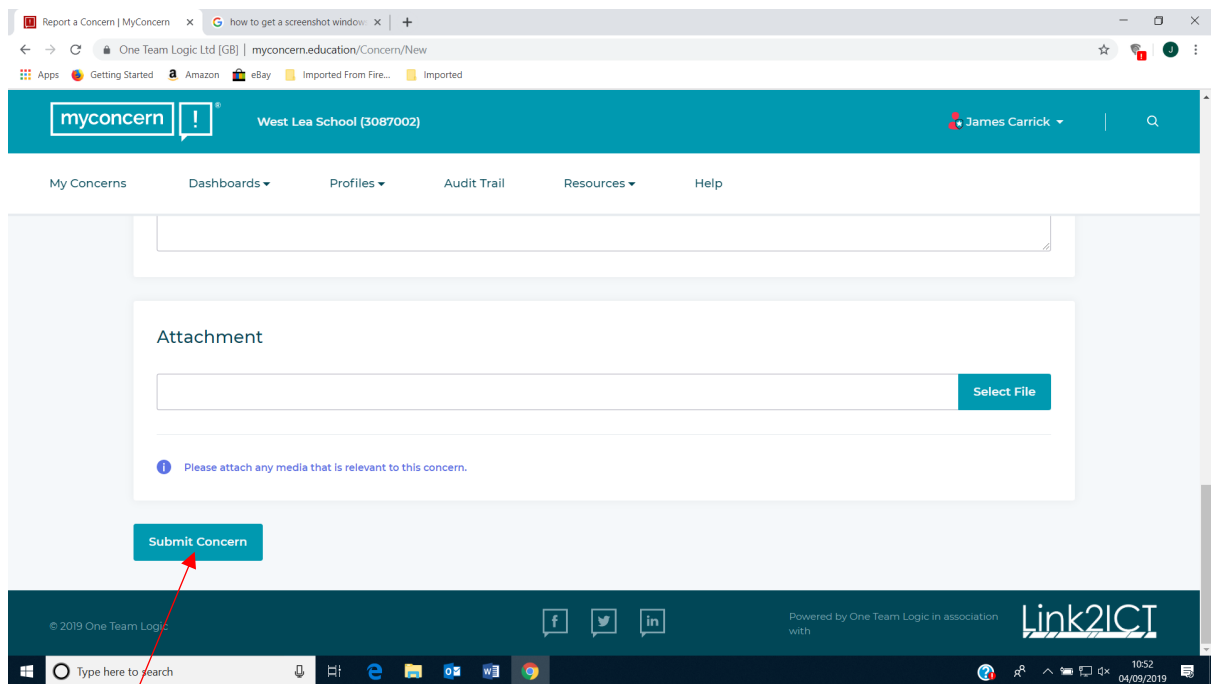 Report a Concern | MyConcern
how to get a screenshot window
One Team Logic Ltd [GB] | myconcern.education/Concern/New
Apps Getting Started Amazon eBay Imported From Fire... Imported
myconcern ! ® West Lea School (3087002) James Carrick
My Concerns Dashboards Profiles Audit Trail Resources Help
Attachment
Select File
Please attach any media that is relevant to this concern.
Submit Concern
© 2019 One Team Logic
Powered by One Team Logic in association
with
Link2ICT
Type here to search
10:52
04/09/2019